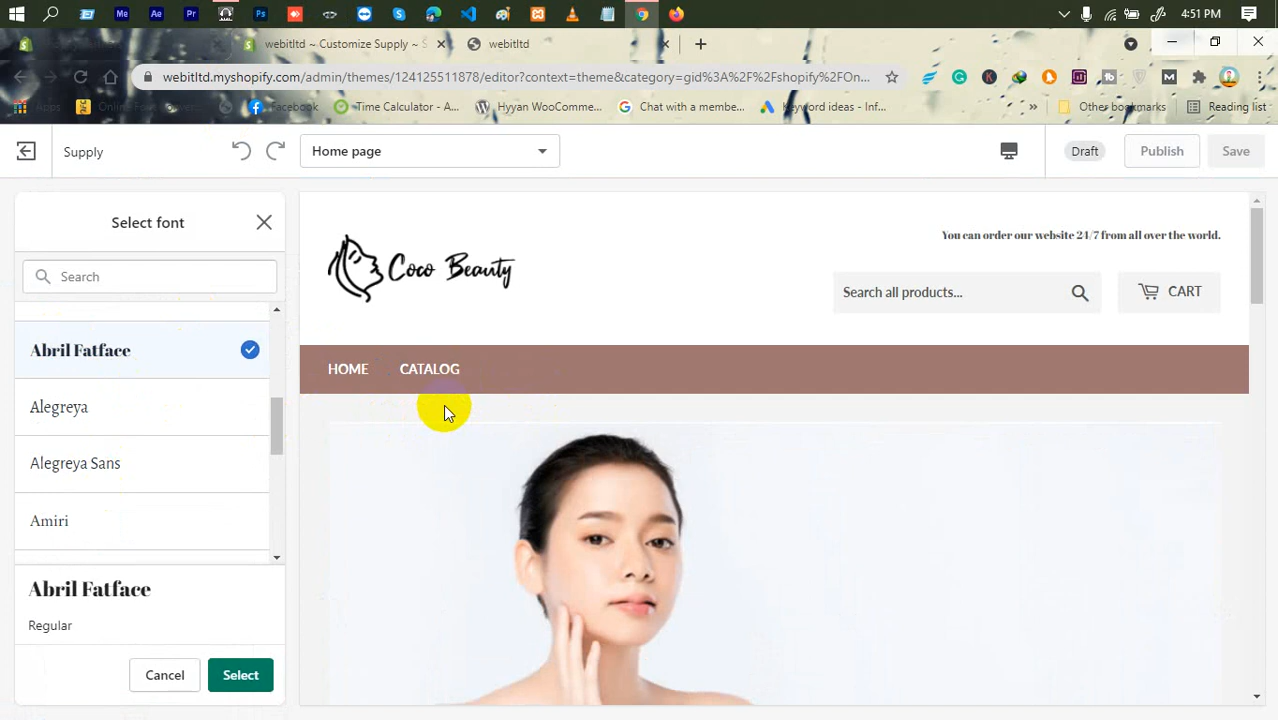 4:51 PM
webitltd ~ Customize Supply ~ S
webitltd
webitltd.myshopify.com/admin/themes/124125511878/editor?context=theme&category=gid%3A%2F%2Fshopify%2FOn...
Apps
Facebook
Time Calculator - A...
Hyyan WooComme...
Chat with a membe...
Keyword ideas - Inf...
»
Other bookmarks
Reading list
Supply
Home page
Draft
Publish
Save
Select font
Search
Abril Fatface
Alegreya
Alegreya Sans
Amiri
Abril Fatface
Regular
Cancel
Select
Coco Beauty
You can order our website 24/7 from all over the world.
Search all products...
CART
HOME
CATALOG